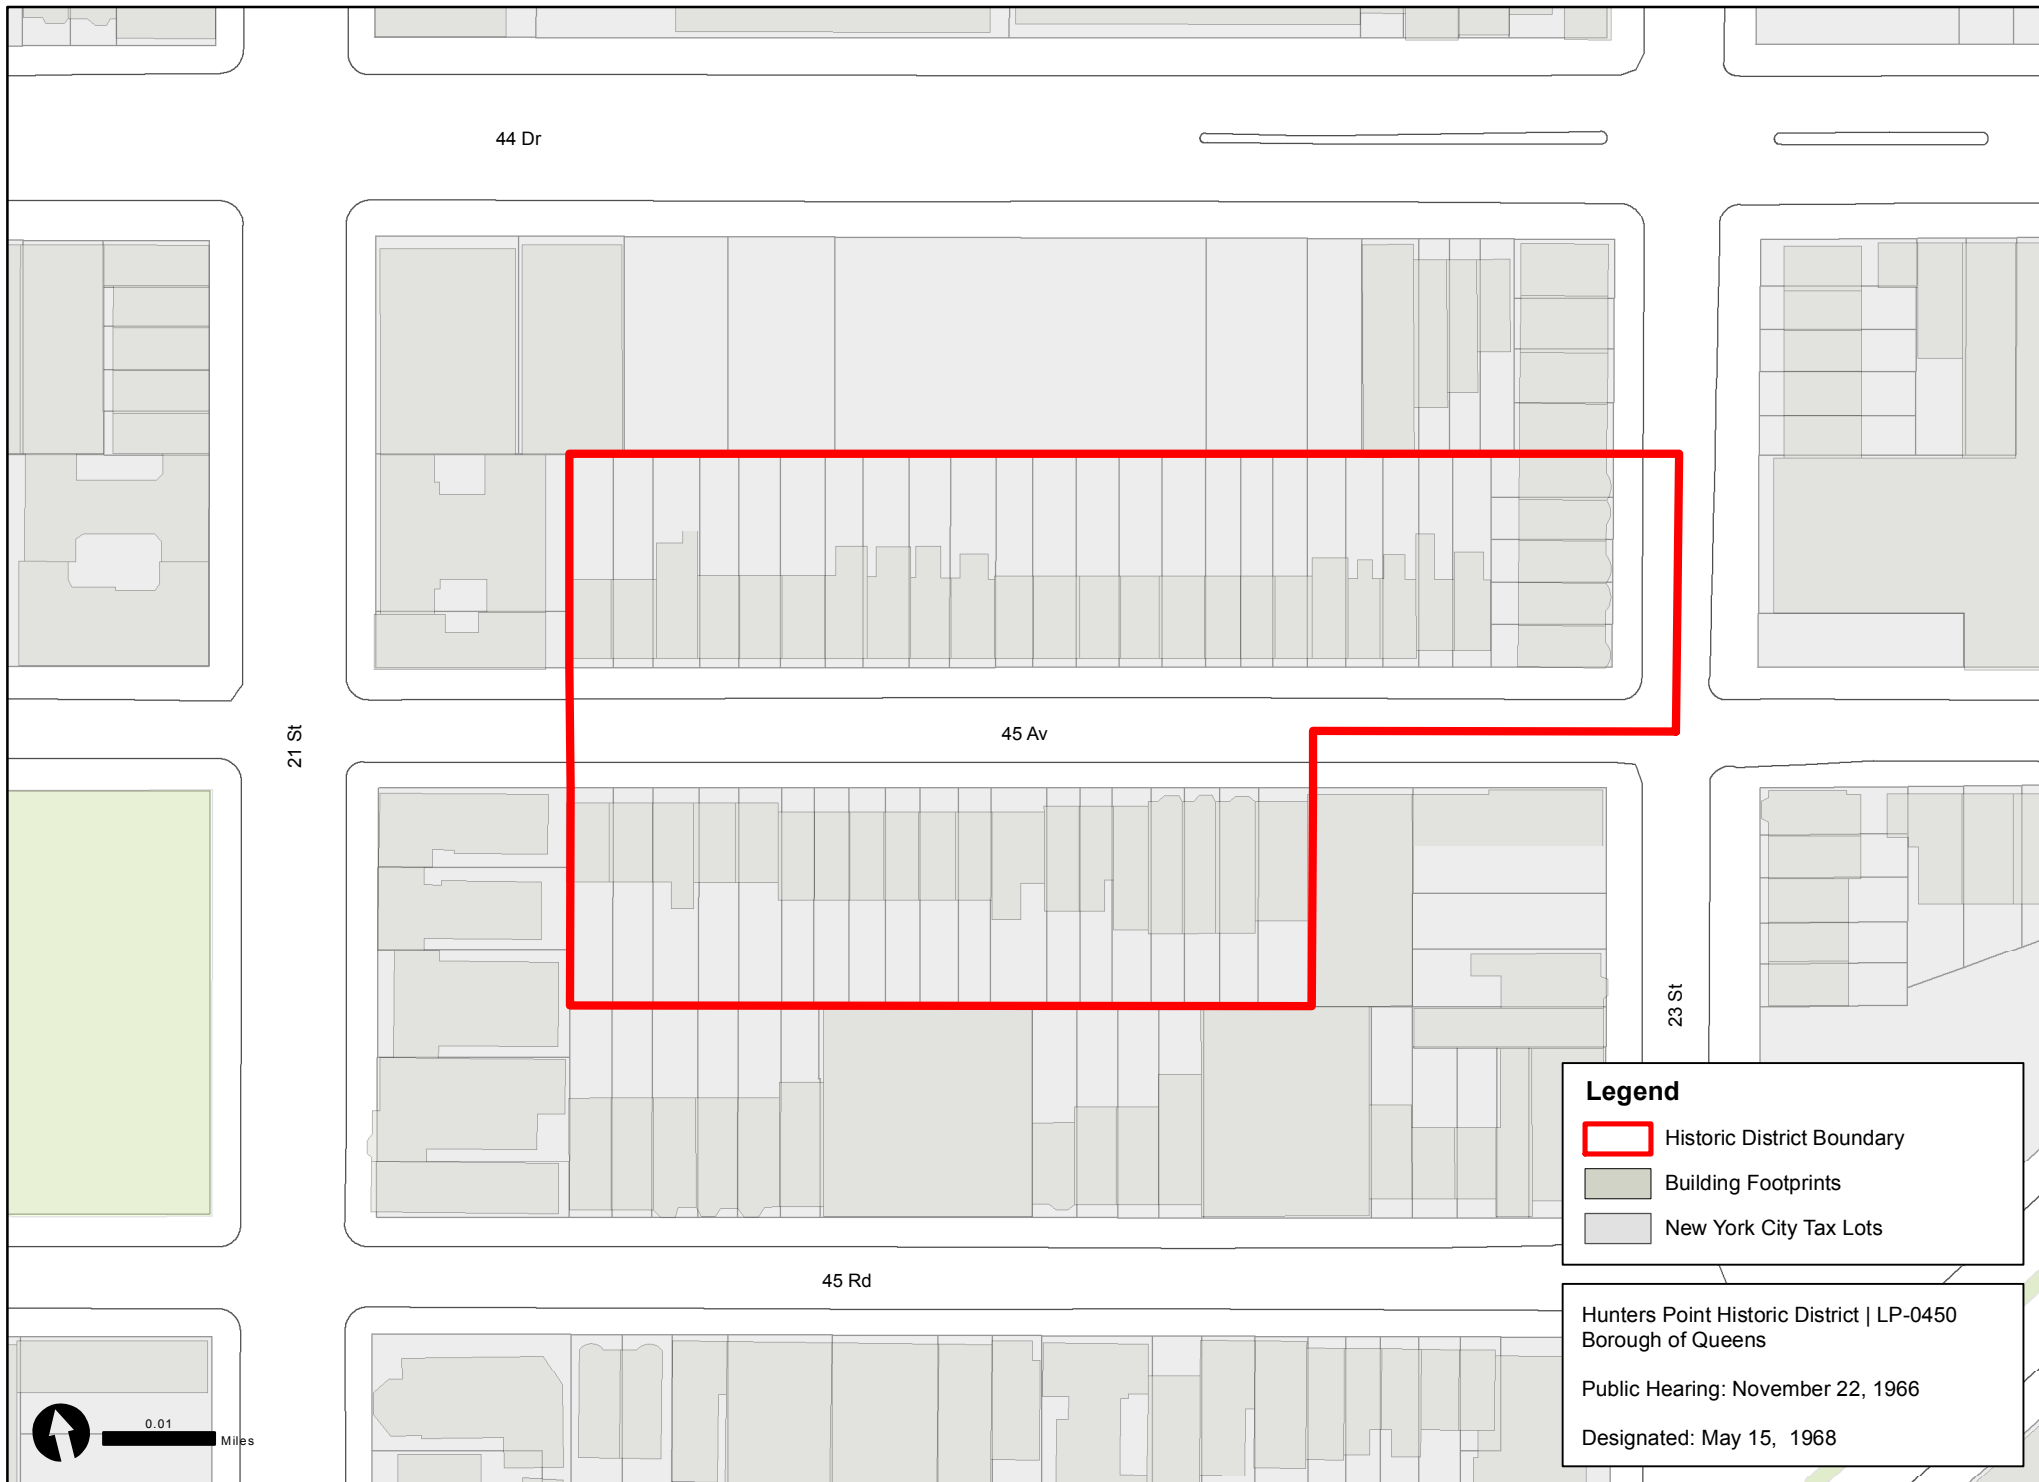 44 Dr
21 St
45 Av
23 St
45 Rd
Legend
Historic District Boundary
Building Footprints
New York City Tax Lots
Hunters Point Historic District | LP-0450
Borough of Queens
Public Hearing: November 22, 1966
Designated: May 15, 1968
0.01
Miles